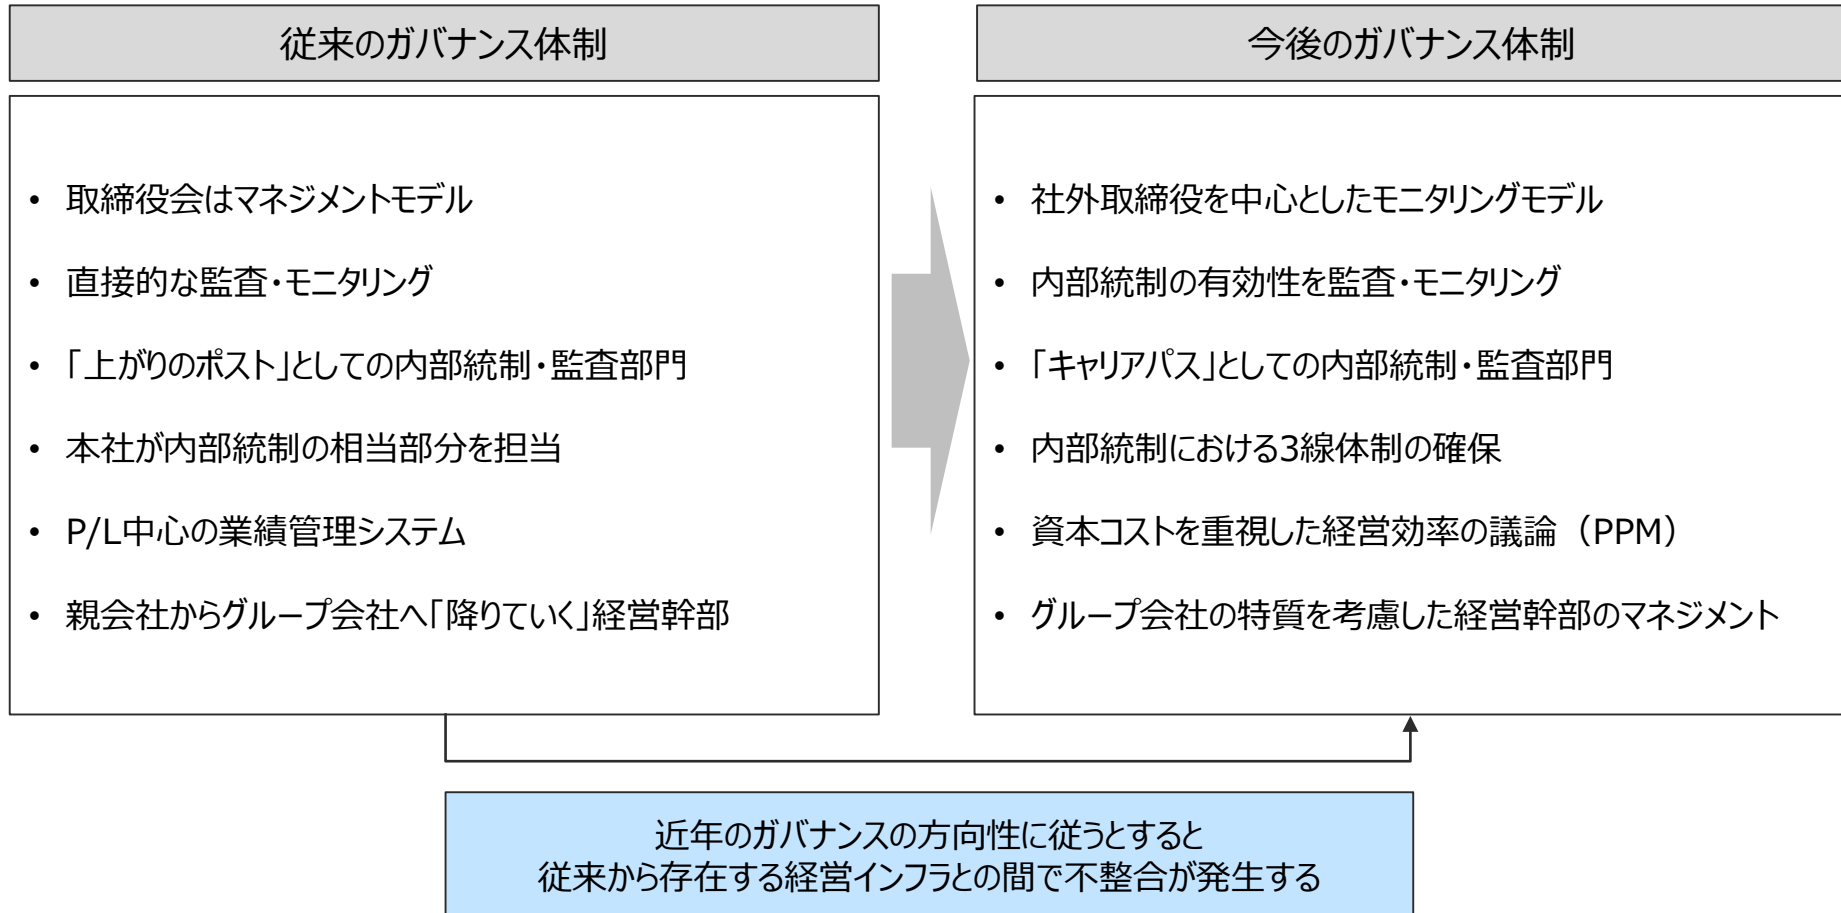 従来のガバナンス体制
• 取締役会はマネジメントモデル
• 直接的な監査・モニタリング
• 「上がりのポスト」としての内部統制・監査部門
• 本社が内部統制の相当部分を担当
• P/L中心の業績管理システム
• 親会社からグループ会社へ「降りていく」経営幹部
今後のガバナンス体制
• 社外取締役を中心としたモニタリングモデル
• 内部統制の有効性を監査・モニタリング
• 「キャリアパス」としての内部統制・監査部門
• 内部統制における3線体制の確保
• 資本コストを重視した経営効率の議論（PPM）
• グループ会社の特質を考慮した経営幹部のマネジメント
近年のガバナンスの方向性に従うとすると
従来から存在する経営インフラとの間で不整合が発生する